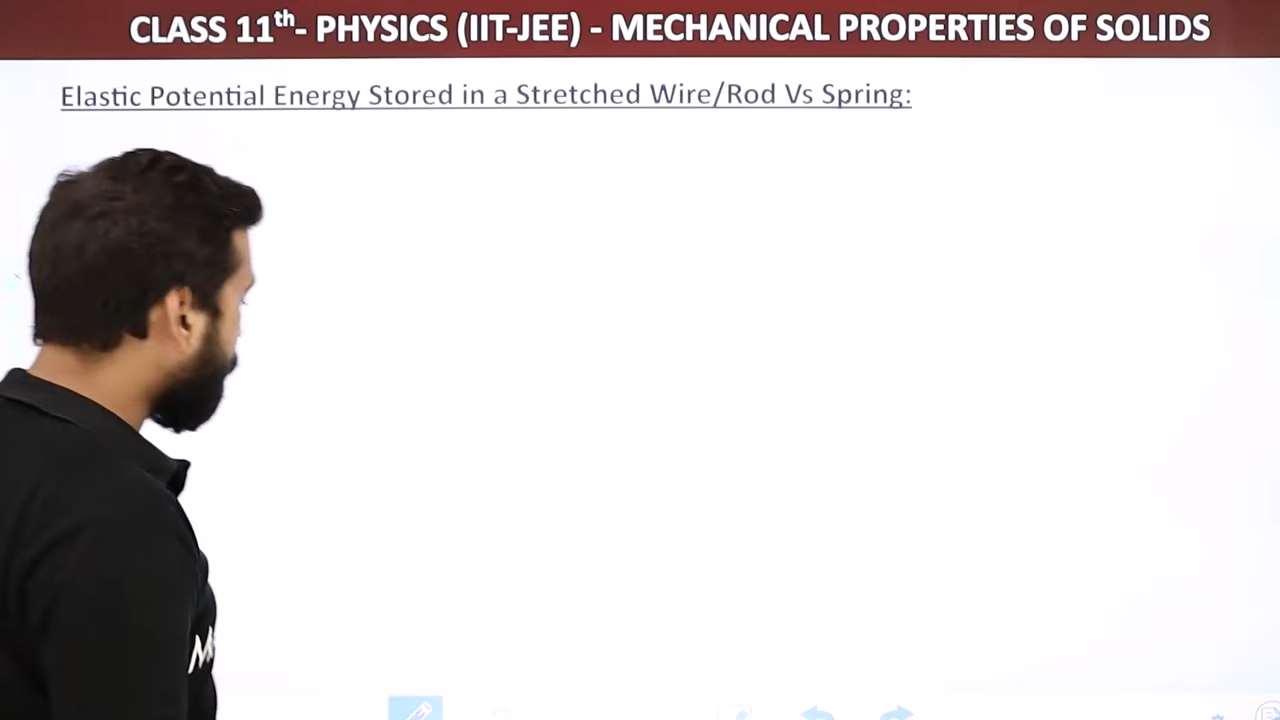 CLASS 11th- PHYSICS (IIT-JEE) - MECHANICAL PROPERTIES OF SOLIDS
Elastic Potential Energy Stored in a Stretched Wire/Rod Vs Spring: